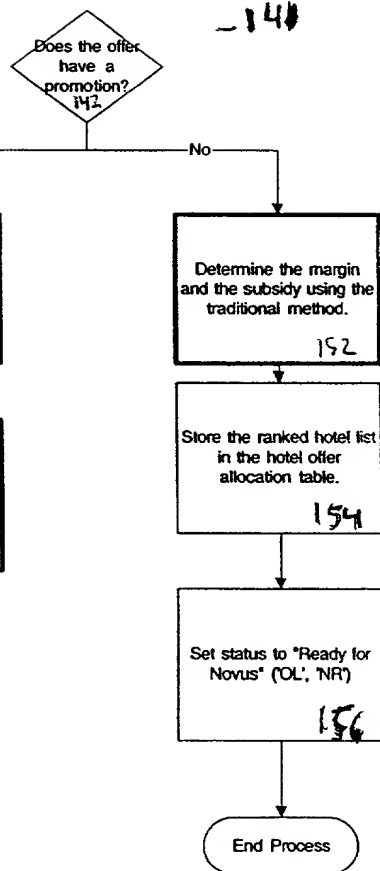 141
Does the offer
have a
promotion?
142
No
Determine the margin
and the subsidy using the
traditional method.
152
Store the ranked hotel list
in the hotel offer
allocation table.
154
Set status to "Ready for
Novus" ('OL', 'NR')
156
End Process